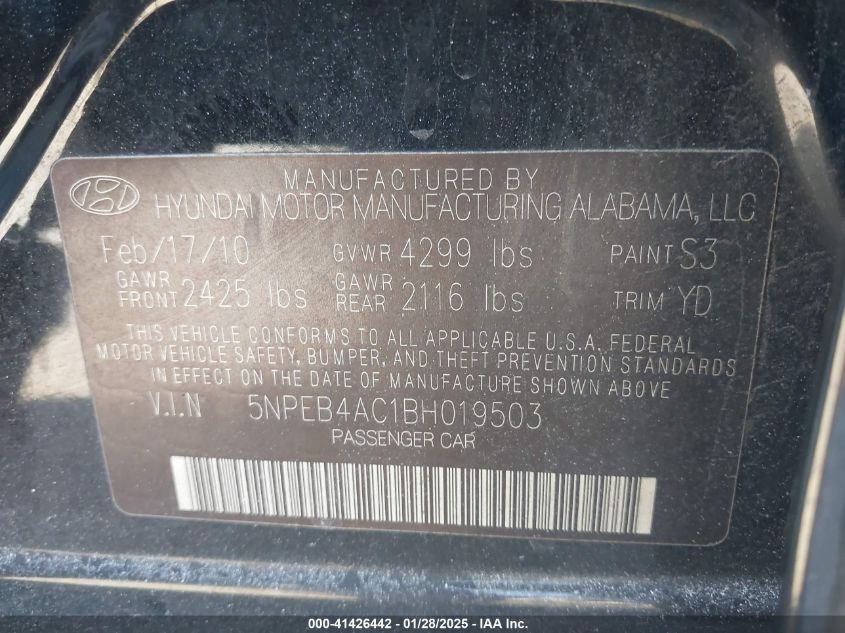 MANUFACTURED BY
HYUNDAI MOTOR MANUFACTURING ALABAMA, LLC
Feb/17/10 GVWR 4299 lbs PAINT S3
GAWR FRONT 2425 lbs GAWR REAR 2116 lbs TRIM YD
THIS VEHICLE CONFORMS TO ALL APPLICABLE U.S.A. FEDERAL
MOTOR VEHICLE SAFETY, BUMPER, AND THEFT PREVENTION STANDARDS
IN EFFECT ON THE DATE OF MANUFACTURE SHOWN ABOVE
V.I.N 5NPEB4AC1BH019503
PASSENGER CAR
000-41426442 - 01/28/2025 - IAA Inc.